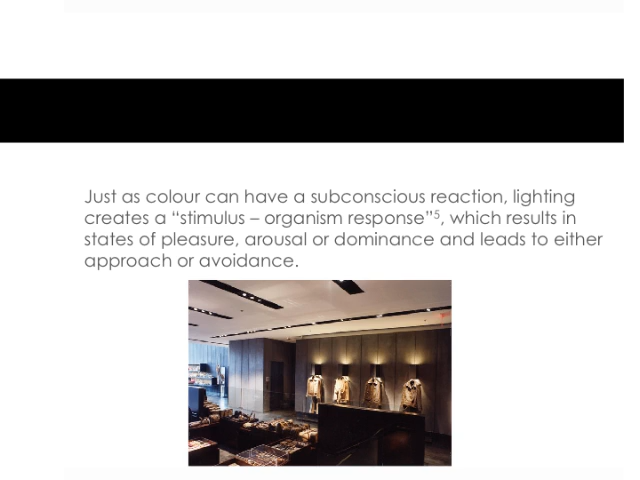 Just as colour can have a subconscious reaction, lighting
creates a “stimulus – organism response”⁵, which results in
states of pleasure, arousal or dominance and leads to either
approach or avoidance.